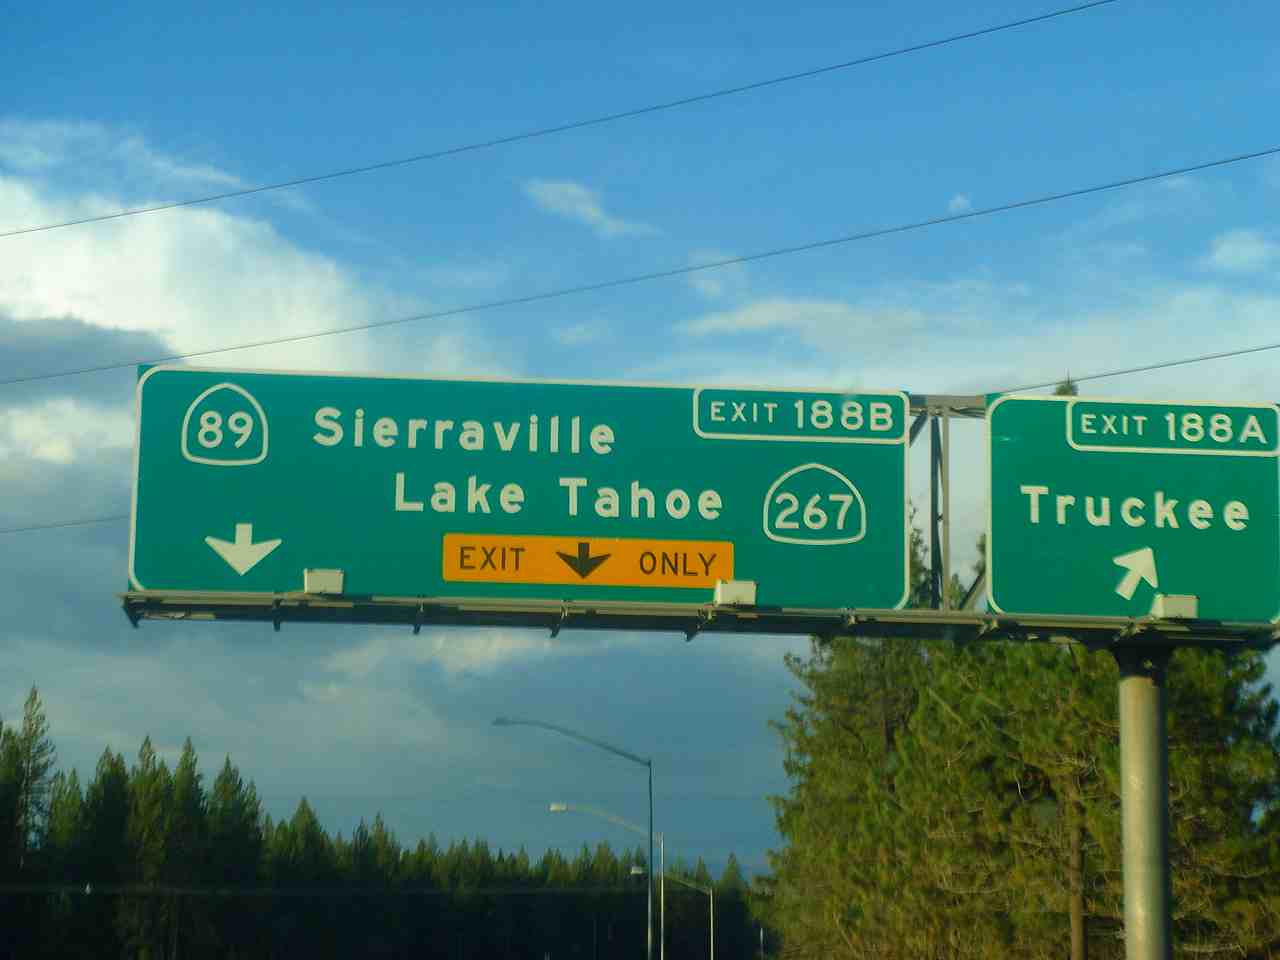 89 Sierraville
Lake Tahoe
267
EXIT 188B
EXIT ONLY
EXIT 188A
Truckee